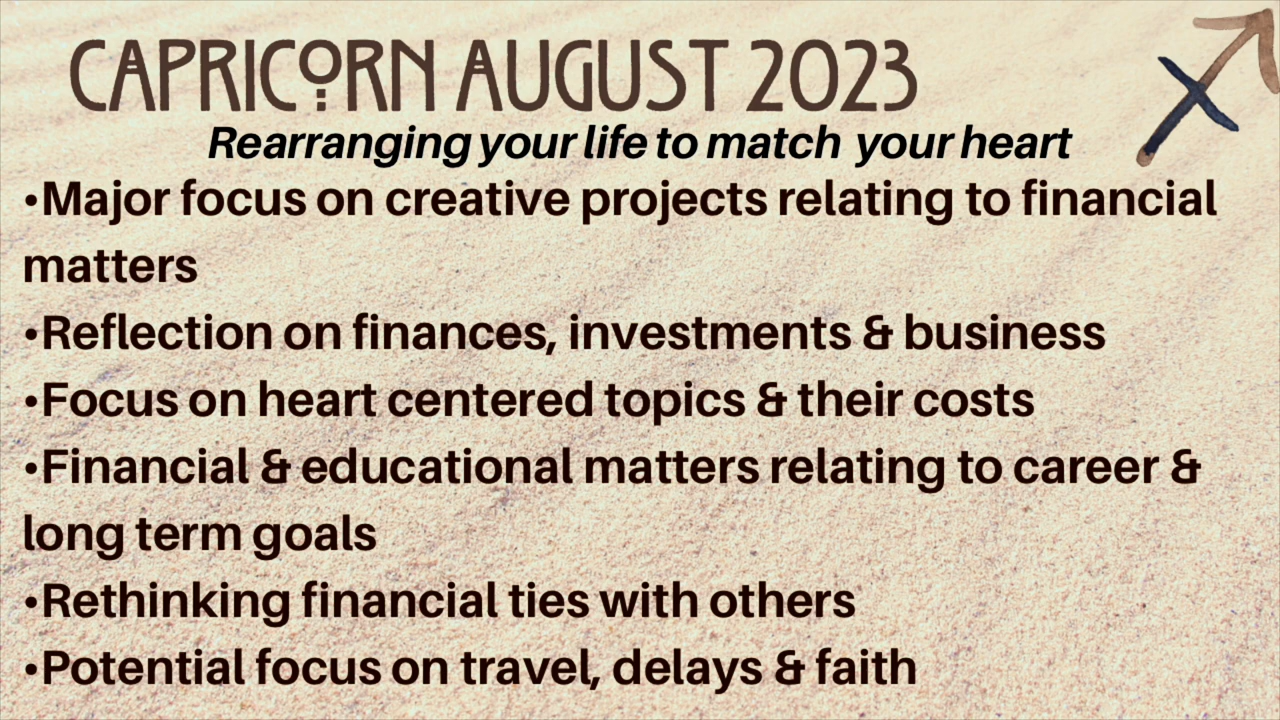 CAPRICORN AUGUST 2023
Rearranging your life to match your heart
•Major focus on creative projects relating to financial
matters
•Reflection on finances, investments & business
•Focus on heart centered topics & their costs
•Financial & educational matters relating to career &
long term goals
•Rethinking financial ties with others
•Potential focus on travel, delays & faith